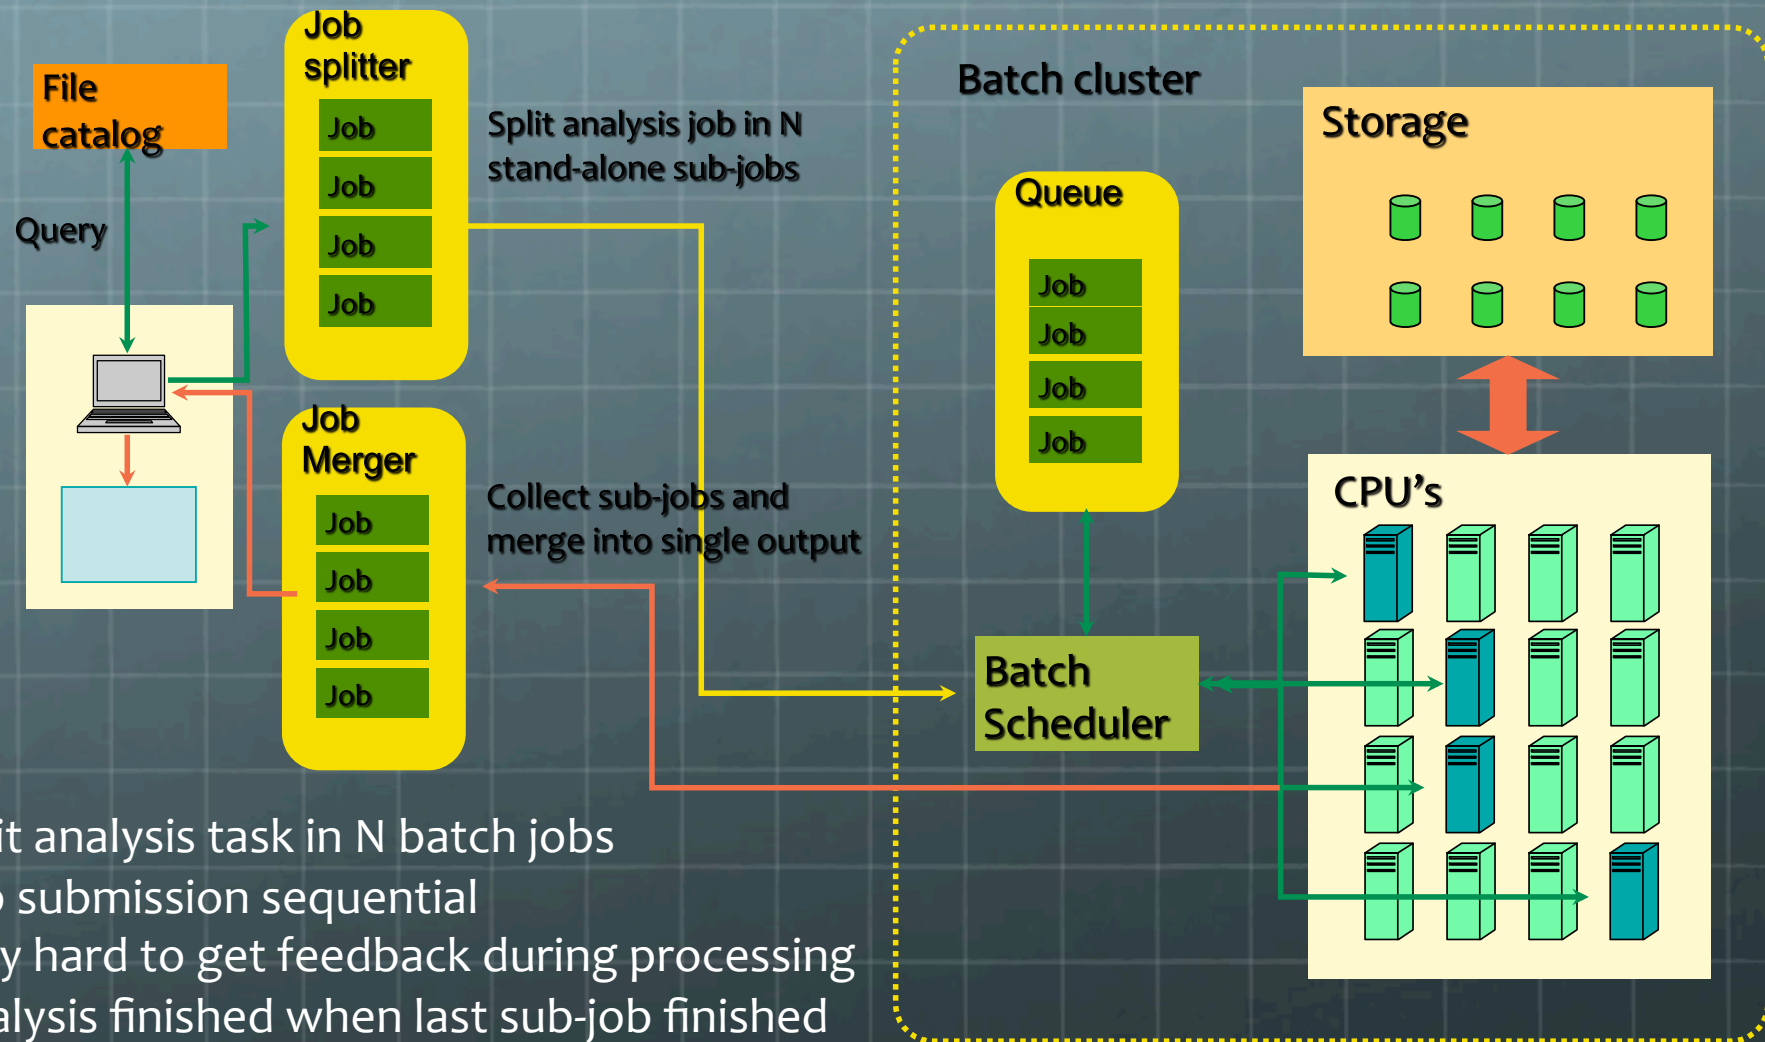 File
catalog
Query
Job
splitter
Job
Job
Job
Job
Split analysis job in N
stand-alone sub-jobs
Job
Merger
Job
Job
Job
Job
Collect sub-jobs and
merge into single output
Batch cluster
Queue
Job
Job
Job
Job
Batch
Scheduler
Storage
CPU’s
it analysis task in N batch jobs
submission sequential
y hard to get feedback during processing
alysis finished when last sub-job finished